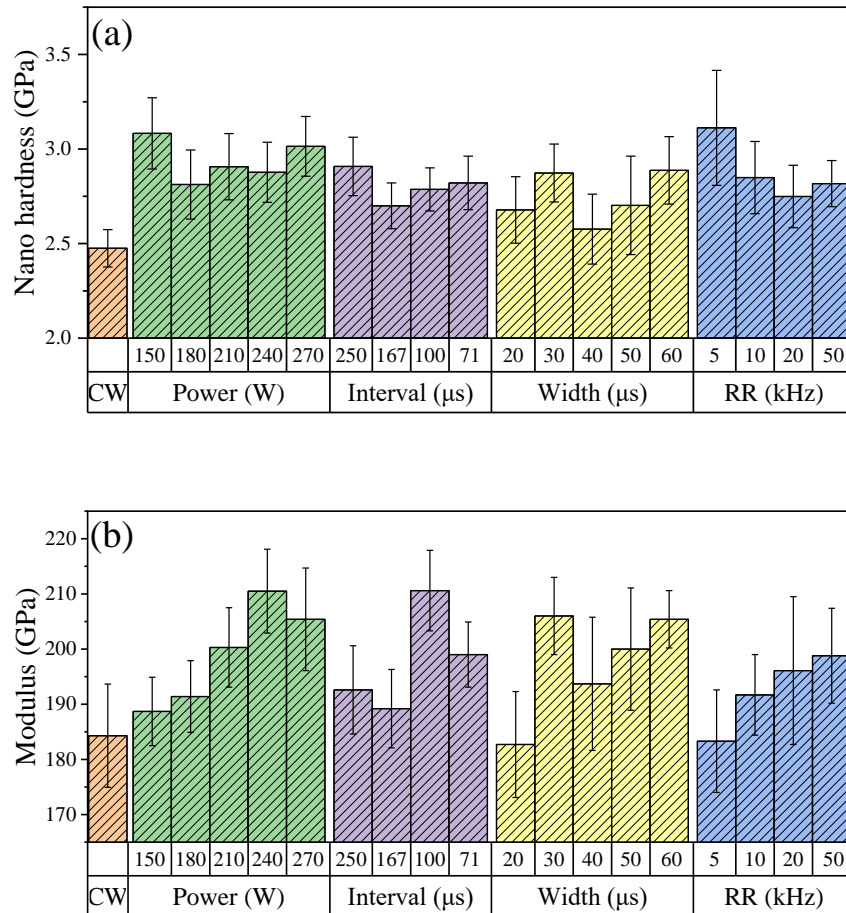 (a)
Nano hardness (GPa)
3.5
3.0
2.5
2.0
150 180 210 240 270 250 167 100 71 20 30 40 50 60 5 10 20 50
CW Power (W) Interval (μs) Width (μs) RR (kHz)
(b)
Modulus (GPa)
220
210
200
190
180
170
150 180 210 240 270 250 167 100 71 20 30 40 50 60 5 10 20 50
CW Power (W) Interval (μs) Width (μs) RR (kHz)